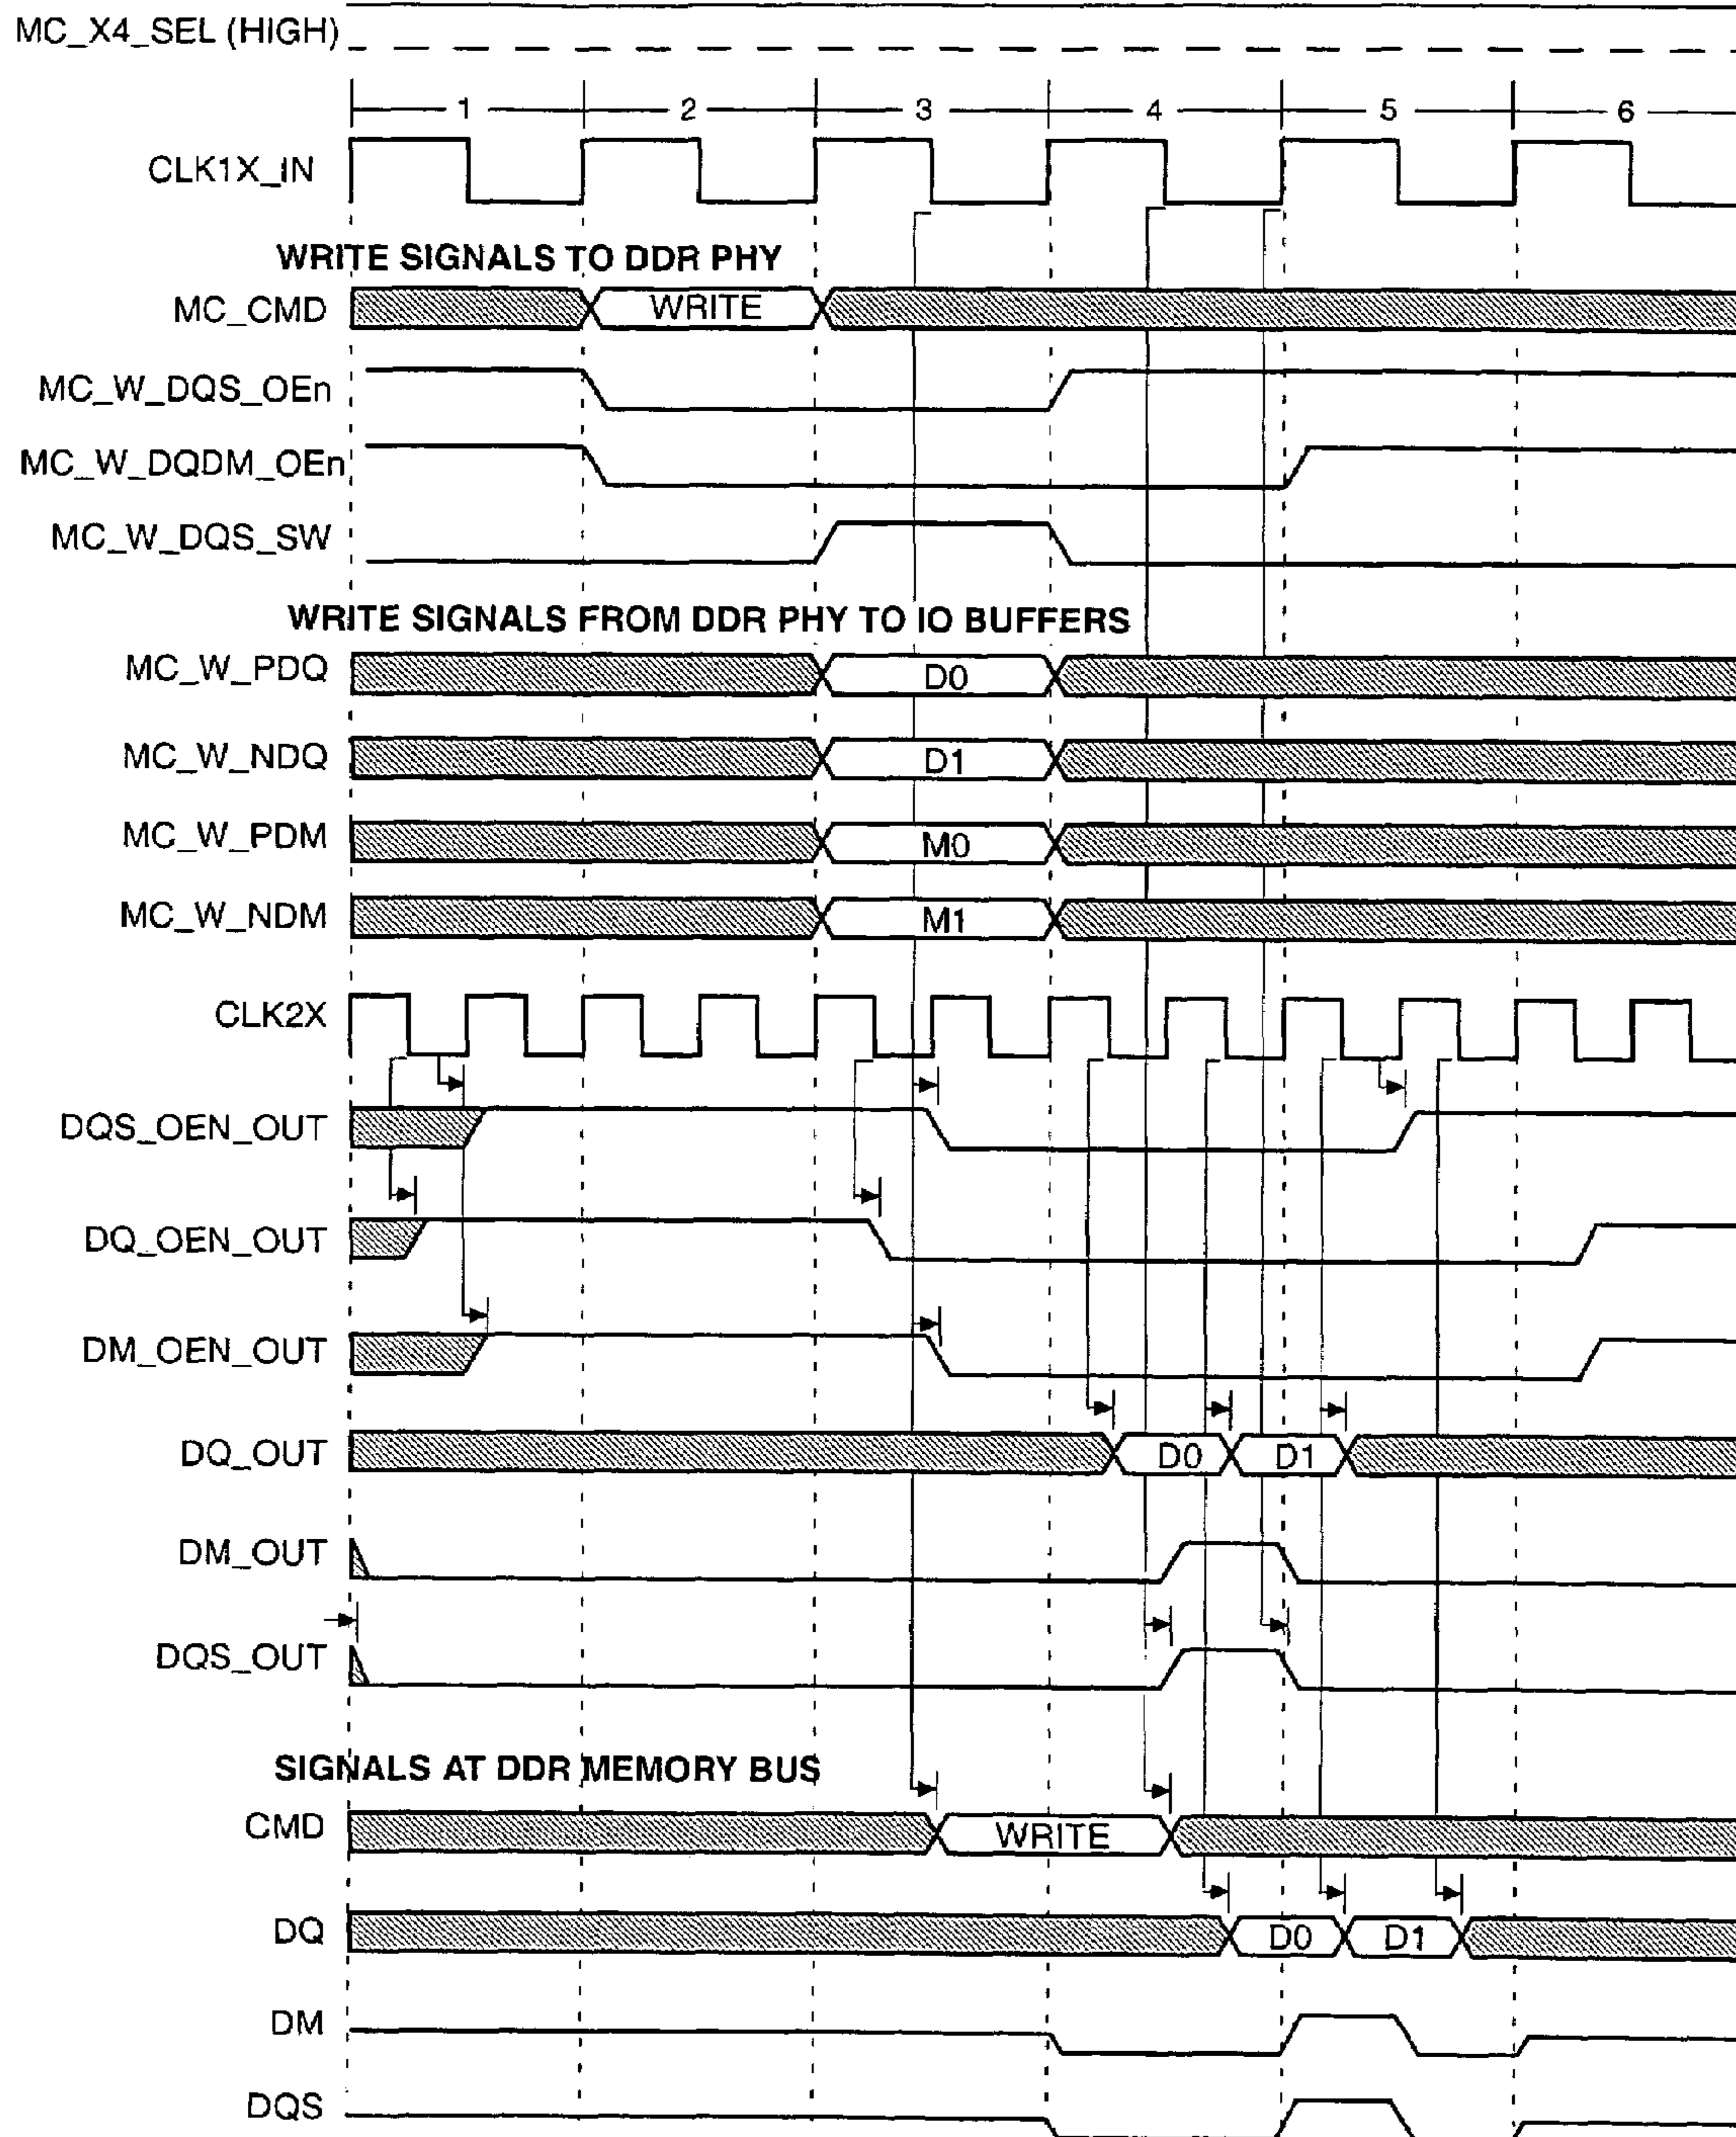 MC_X4_SEL (HIGH)
1 2 3 4 5 6
CLK1X_IN
WRITE SIGNALS TO DDR PHY
MC_CMD WRITE
MC_W_DQS_OEn
MC_W_DQDM_OEn
MC_W_DQS_SW
WRITE SIGNALS FROM DDR PHY TO IO BUFFERS
MC_W_PDQ D0
MC_W_NDQ D1
MC_W_PDM M0
MC_W_NDM M1
CLK2X
DQS_OEN_OUT
DQ_OEN_OUT
DM_OEN_OUT
DQ_OUT D0 D1
DM_OUT
DQS_OUT
SIGNALS AT DDR MEMORY BUS
CMD WRITE
DQ D0 D1
DM
DQS